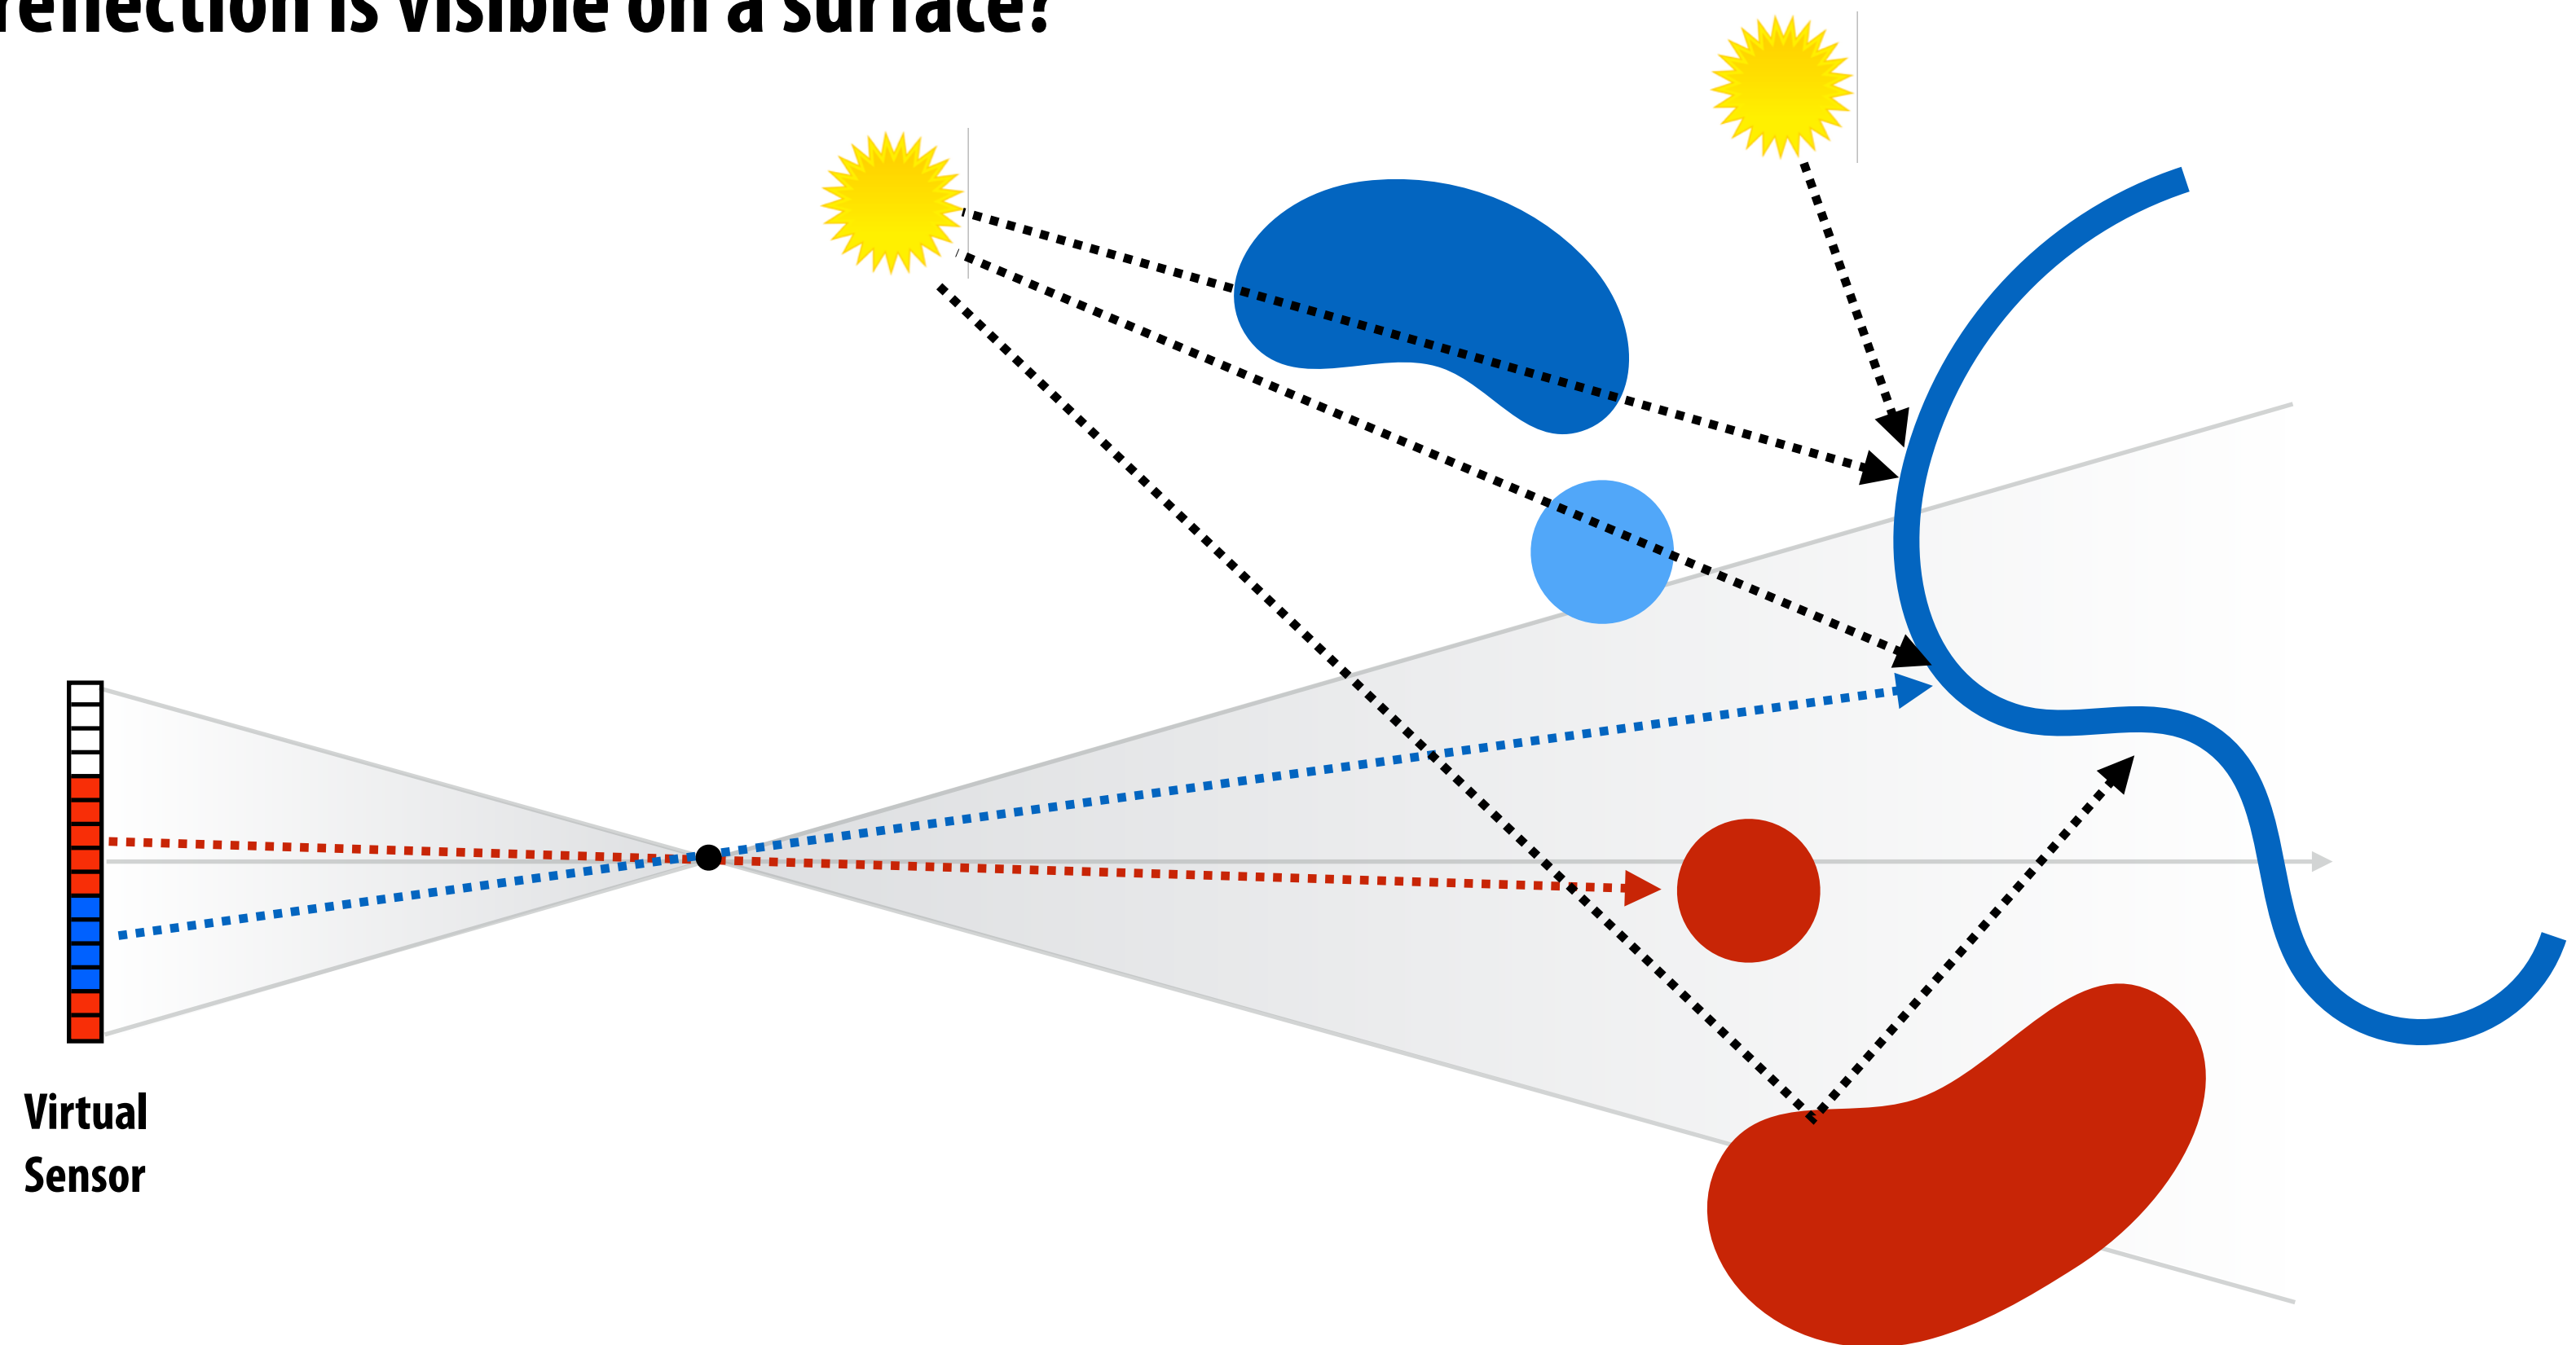 reflection is visible on a surface?
Virtual
Sensor